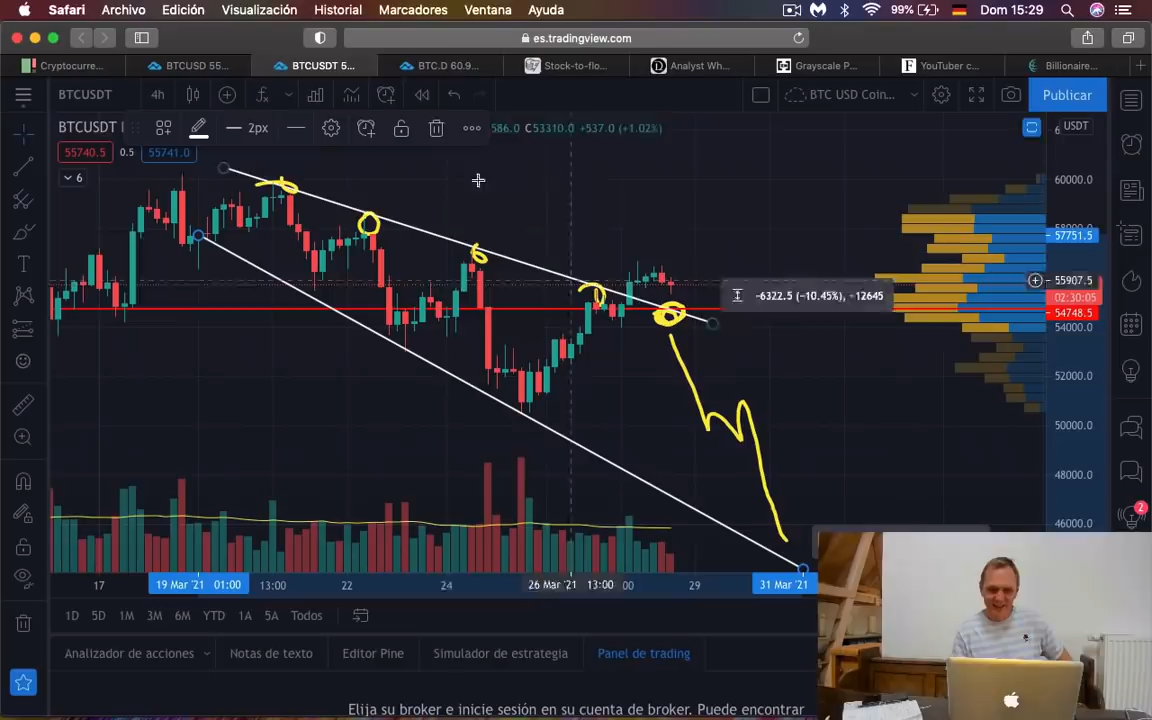 Safari Archivo Edición Visualización Historial Marcadores Ventana Ayuda 99% Dom 15:29
es.tradingview.com
Cryptocurre... BTCUSD 55... BTCUSDT 5... BTC.D 60.9... Stock-to-flo... Analyst Wh... Grayscale P... YouTube c... Billionaire...
BTCUSDT 4h BTC USD Coin... Publicar
BTCUSDT 2px 586.0 C53310.0 +537.0 (+1.02%) USDT
55740.5 0.5 55741.0
6
60000.0
57751.5
55907.5
-6322.5 (-10.45%), -12645
02:30:05
54748.5
54000.0
52000.0
50000.0
48000.0
46000.0
2
17 19 Mar '21 01:00 13:00 22 24 26 Mar '21 13:00 :00 29 31 Mar '21
1D 5D 1M 3M 6M YTD 1A 5A Todos
Analizador de acciones Notas de texto Editor Pine Simulador de estrategia Panel de trading
Elija su broker e inicie sesión en su cuenta de broker. Puede encontrar